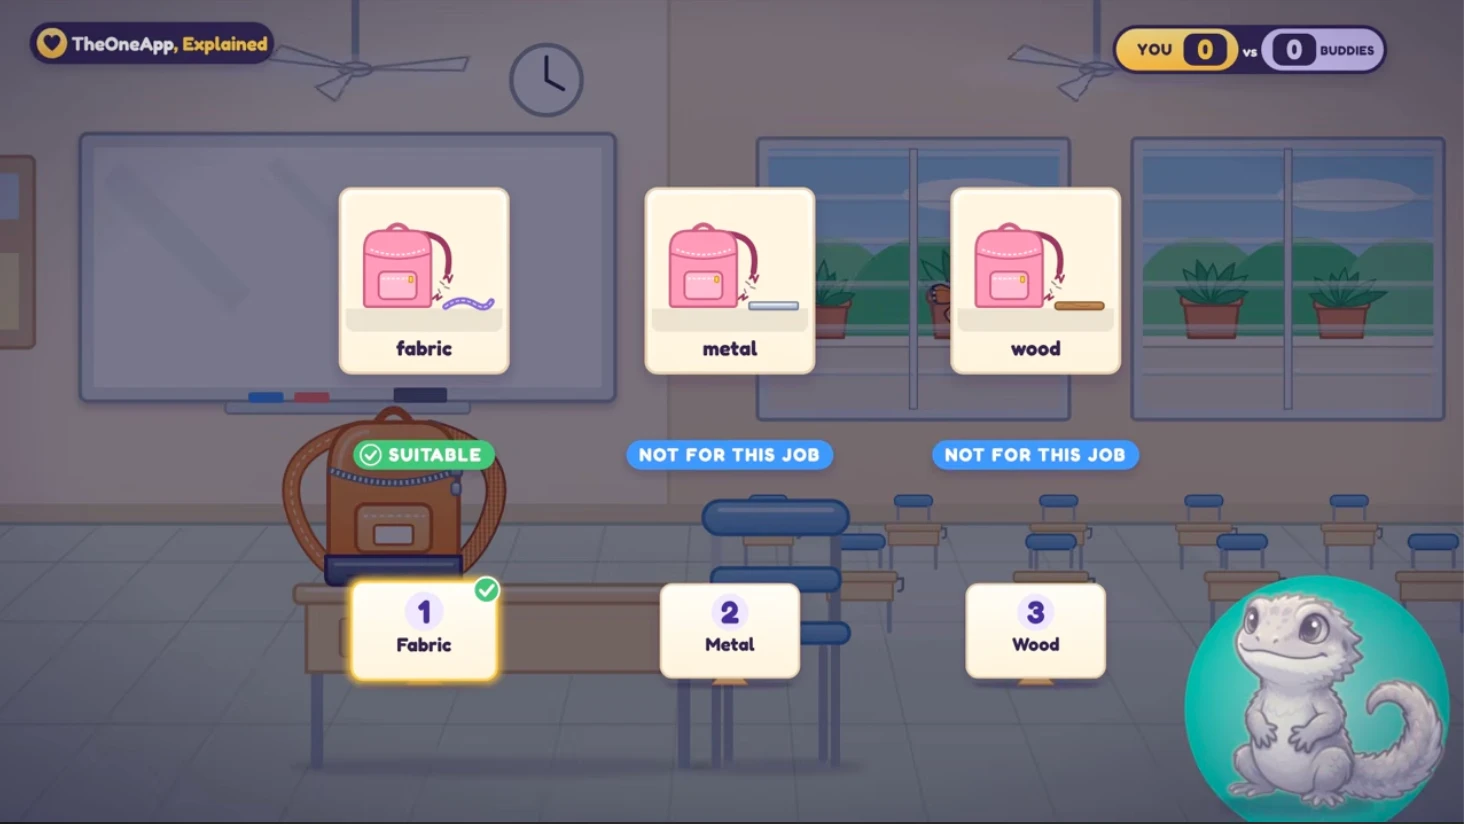 TheOneApp, Explained
YOU 0 vs 0 BUDDIES
fabric
metal
wood
SUITABLE
NOT FOR THIS JOB
NOT FOR THIS JOB
1
Fabric
2
Metal
3
Wood